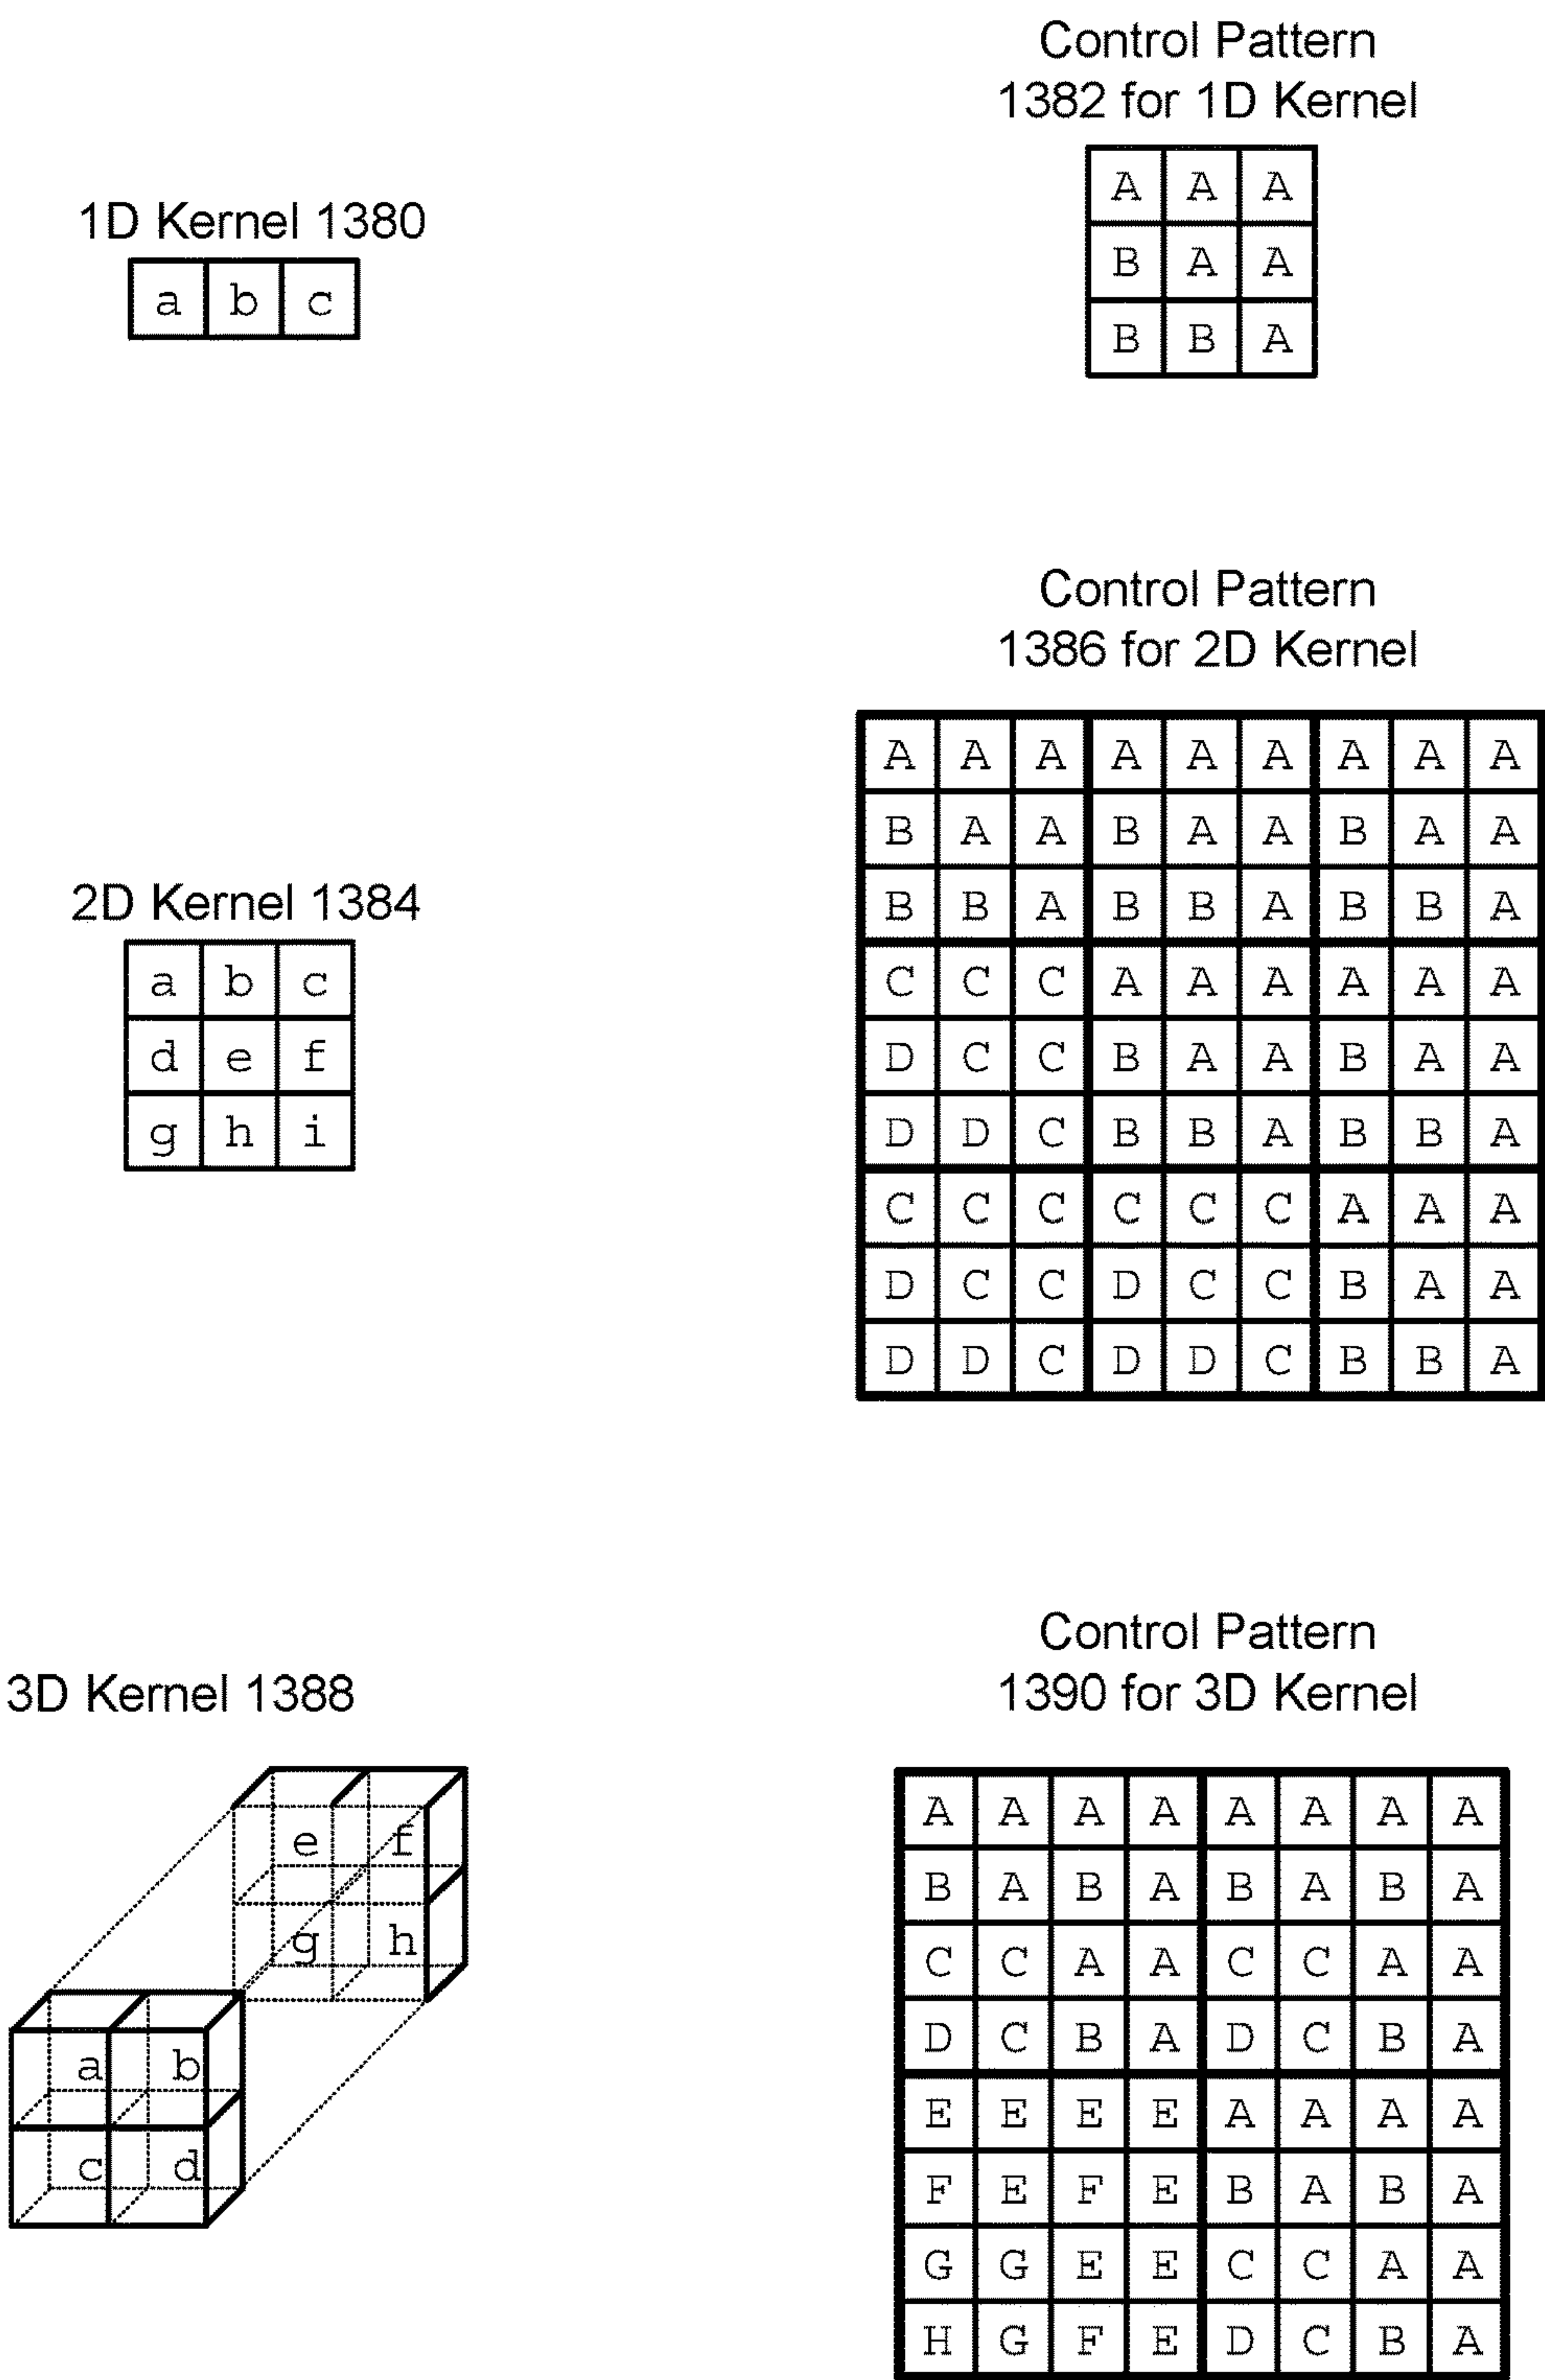 Control Pattern
1382 for 1D Kernel
A A A
B A A
B B A
1D Kernel 1380
a b c
Control Pattern
1386 for 2D Kernel
A A A A A A A A A
B A A B A A B A A
B B A B B A B B A
C C C A A A A A A
D C C B A A B A A
D D C B B A B B A
C C C C C C A A A
D C C D C C B A A
D D C D D C B B A
2D Kernel 1384
a b c
d e f
g h i
3D Kernel 1388
e f
g h
a b
c d
Control Pattern
1390 for 3D Kernel
A A A A A A A A
B A B A B A B A
C C A A C C A A
D C B A D C B A
E E E E A A A A
F E F E B A B A
G G E E C C A A
H G F E D C B A